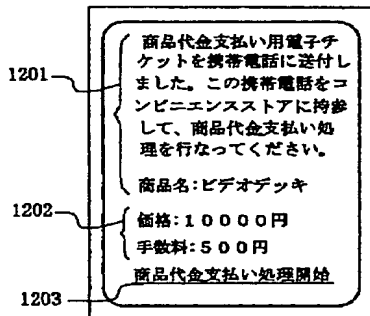 商品代金支払い用電子チ
ケットを携帯電話に送付し
ました。この携帯電話をコ
ンビニエンスストアに持参
して、商品代金支払い処
理を行なってください。
商品名:ビデオデッキ
価格:10000円
手数料:500円
商品代金支払い処理開始
1201
1202
1203